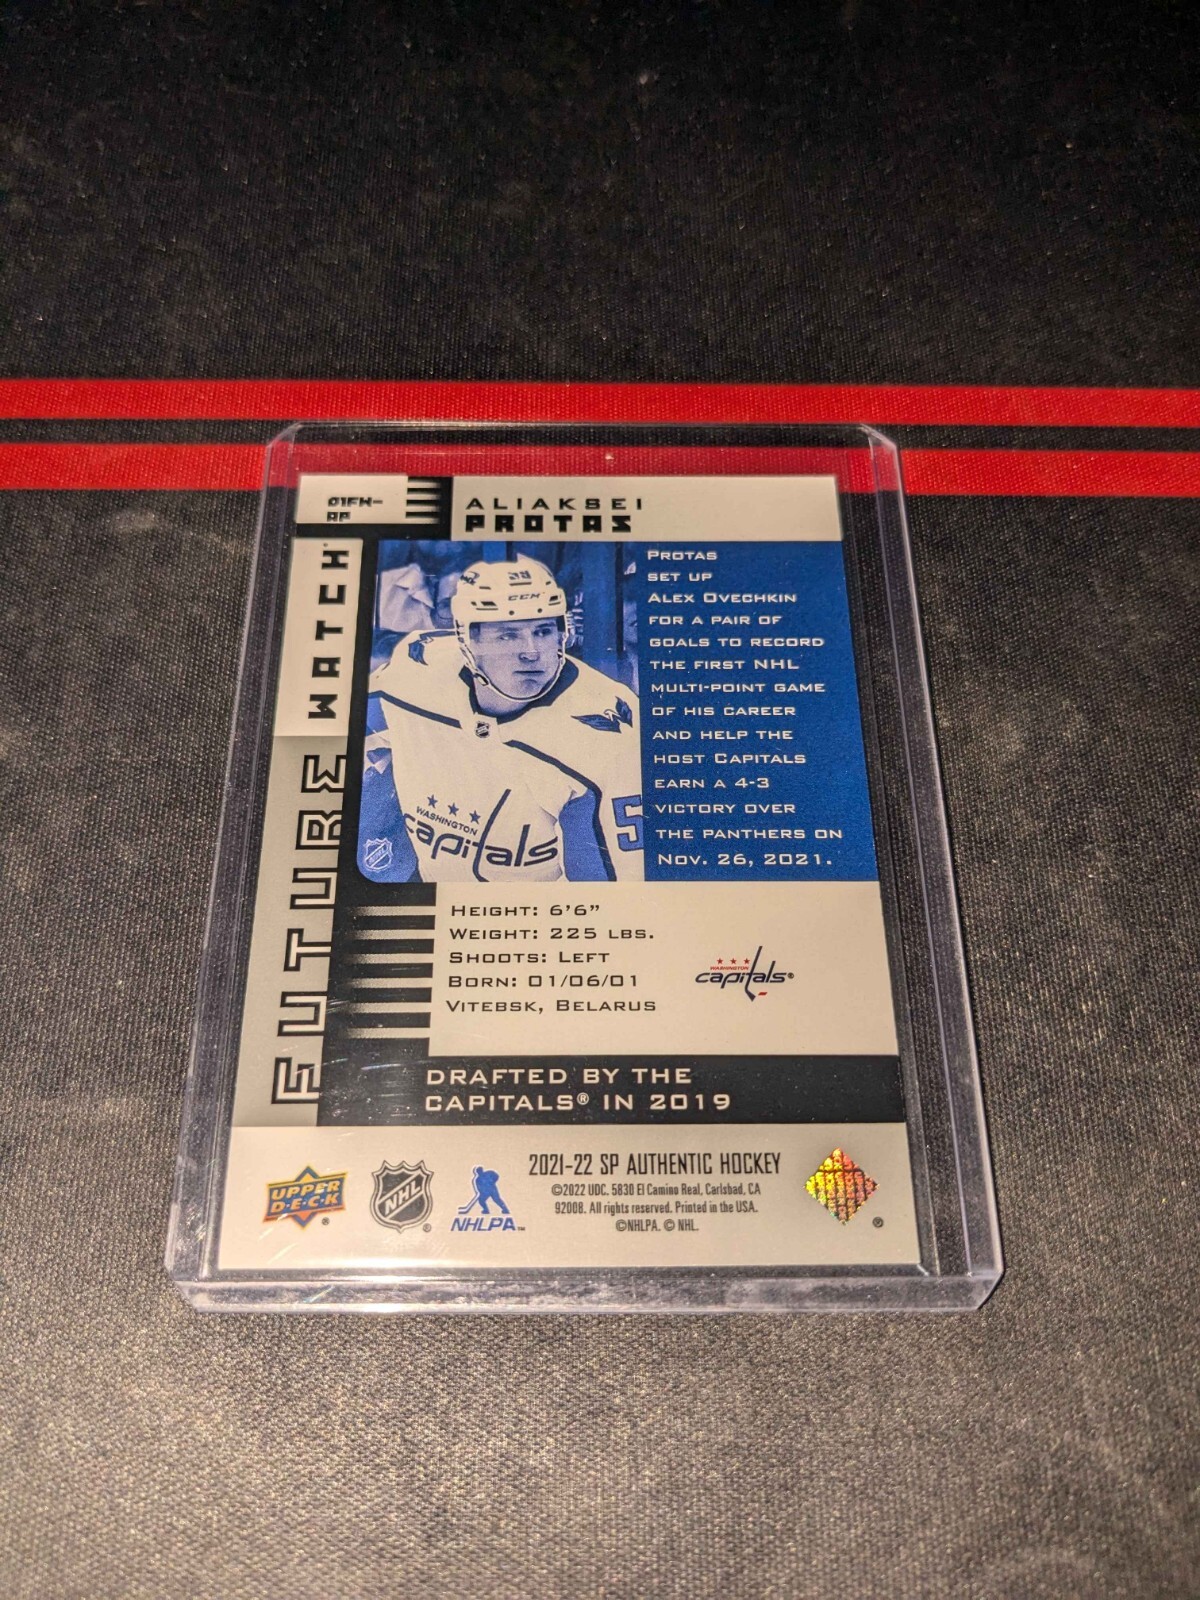 01FW-
AP
ALIAKSEI
PROTAS
FUTURE WATCH
PROTAS
SET UP
ALEX OVECHKIN
FOR A PAIR OF
GOALS TO RECORD
THE FIRST NHL
MULTI-POINT GAME
OF HIS CAREER
AND HELP THE
HOST CAPITALS
EARN A 4-3
VICTORY OVER
THE PANTHERS ON
NOV. 26, 2021.
CCM
WASHINGTON
capitals
5
HEIGHT: 6'6"
WEIGHT: 225 LBS.
SHOOTS: LEFT
BORN: 01/06/01
VITEBSK, BELARUS
WASHINGTON
capitals®
DRAFTED BY THE
CAPITALS® IN 2019
UPPER
D·E·C·K
NHL
NHLPA™
2021-22 SP AUTHENTIC HOCKEY
©2022 UDC. 5830 El Camino Real, Carlsbad, CA
92008. All rights reserved. Printed in the USA.
©NHLPA. © NHL.